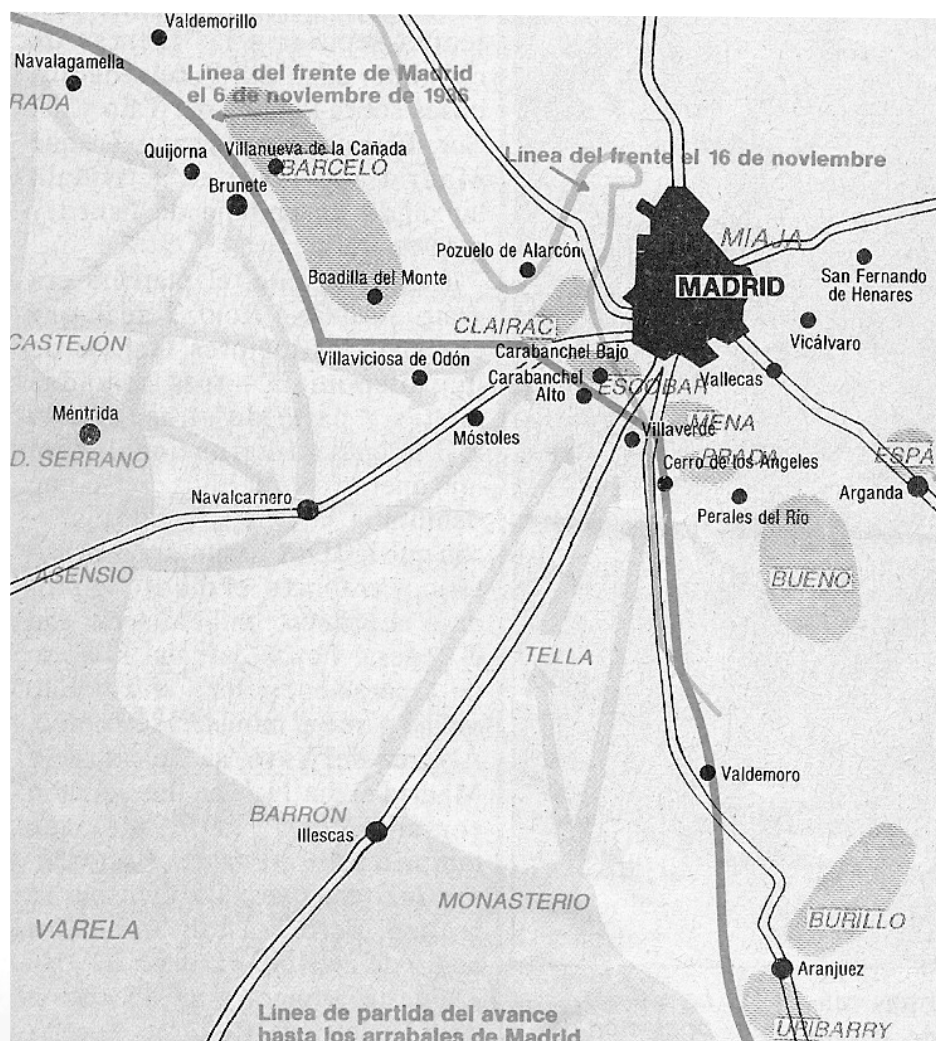 Valdemorillo
Navalagamella
RADA
Línea del frente de Madrid
el 6 de noviembre de 1936
Quijorna
Villanueva de la Cañada
BARCELÓ
Brunete
Línea del frente el 16 de noviembre
MIAJA
Pozuelo de Alarcón
San Fernando
de Henares
Boadilla del Monte
MADRID
CLAIRAC
Vicálvaro
CASTEJÓN
Villaviciosa de Odón
Carabanchel Bajo
Carabanchel
Alto
ESCOBAR
Vallecas
Méntrida
Móstoles
MENA
Villaverde
D. SERRANO
PRADA
ESPA
Cerro de los Angeles
Navalcarnero
Arganda
Perales del Río
ASENSIO
BUENO
TELLA
Valdemoro
BARRÓN
Illescas
MONASTERIO
BURILLO
VARELA
Aranjuez
Línea de partida del avance
hasta los arrabales de Madrid
URIBARRY